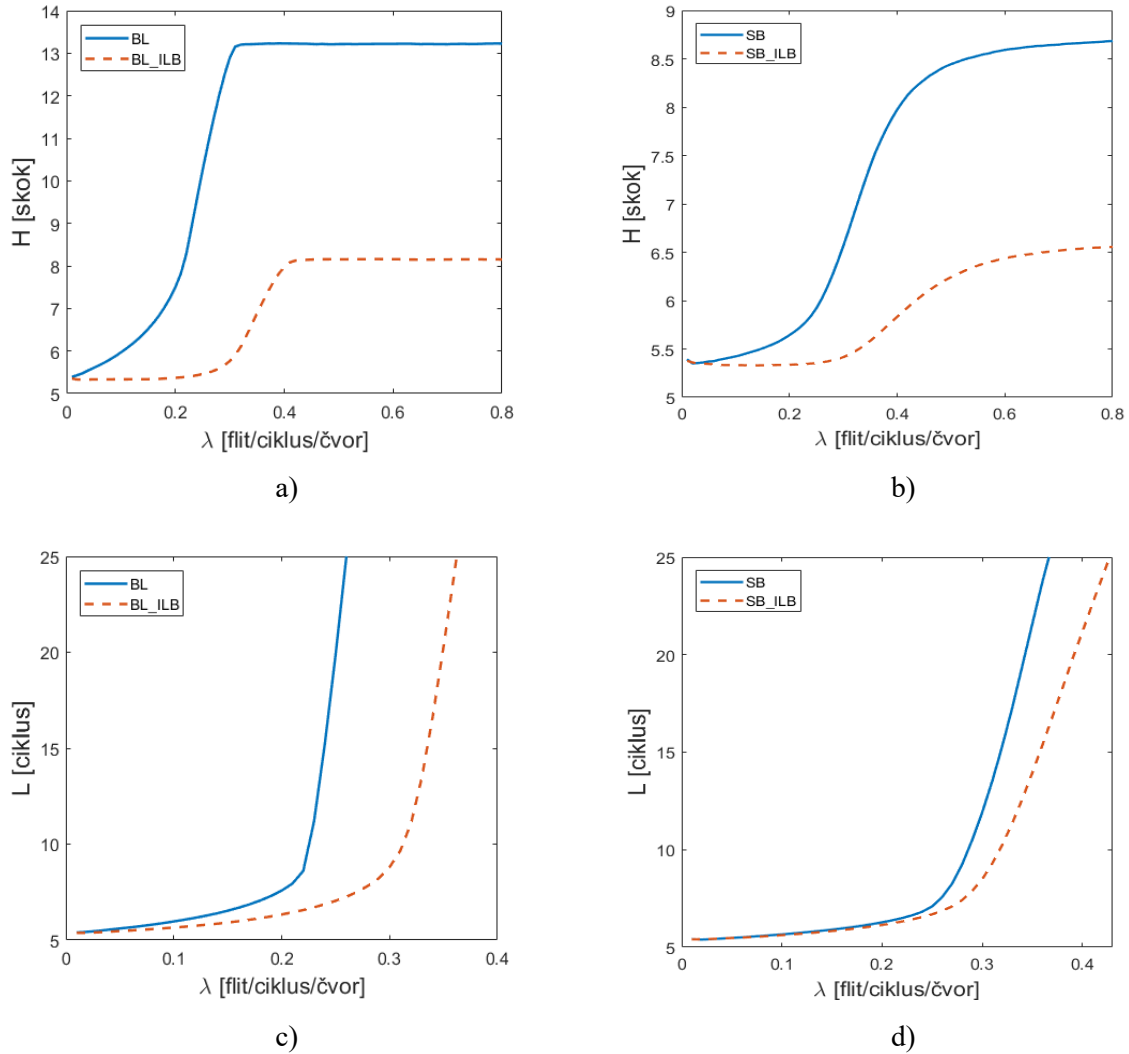 14
13
12
11
10
9
8
7
6
5
H [skok]
BL
BL_ILB
0 0.2 0.4 0.6 0.8
λ [flit/ciklus/čvor]
a)
9
8.5
8
7.5
7
6.5
6
5.5
5
H [skok]
SB
SB_ILB
0 0.2 0.4 0.6 0.8
λ [flit/ciklus/čvor]
b)
25
20
15
10
5
L [ciklus]
BL
BL_ILB
0 0.1 0.2 0.3 0.4
λ [flit/ciklus/čvor]
c)
25
20
15
10
5
L [ciklus]
SB
SB_ILB
0 0.1 0.2 0.3 0.4
λ [flit/ciklus/čvor]
d)